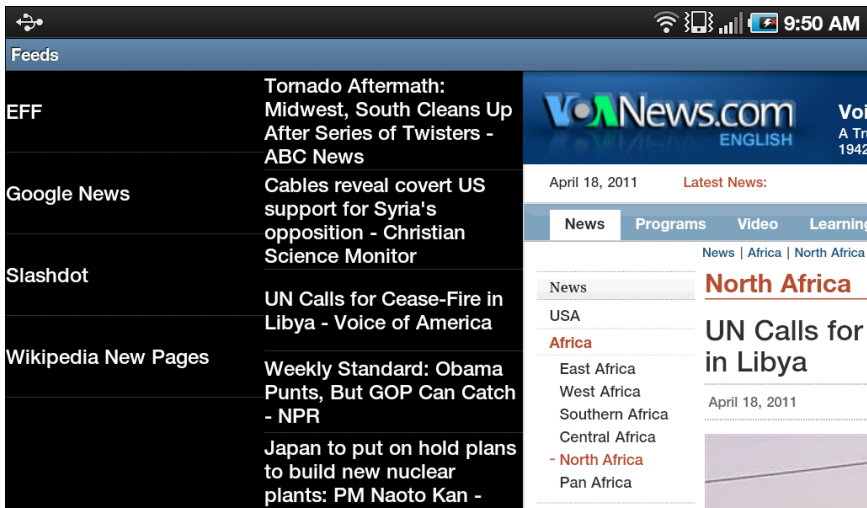 9:50 AM
Feeds
EFF
Google News
Slashdot
Wikipedia New Pages
Tornado Aftermath:
Midwest, South Cleans Up
After Series of Twisters -
ABC News
Cables reveal covert US
support for Syria's
opposition - Christian
Science Monitor
UN Calls for Cease-Fire in
Libya - Voice of America
Weekly Standard: Obama
Punts, But GOP Can Catch
- NPR
Japan to put on hold plans
to build new nuclear
plants: PM Naoto Kan -
VOANews.com
ENGLISH
Voi
A Tr
1942
April 18, 2011 Latest News:
News Programs Video Learning
News | Africa | North Africa
News
USA
Africa
East Africa
West Africa
Southern Africa
Central Africa
- North Africa
Pan Africa
North Africa
UN Calls for
in Libya
April 18, 2011